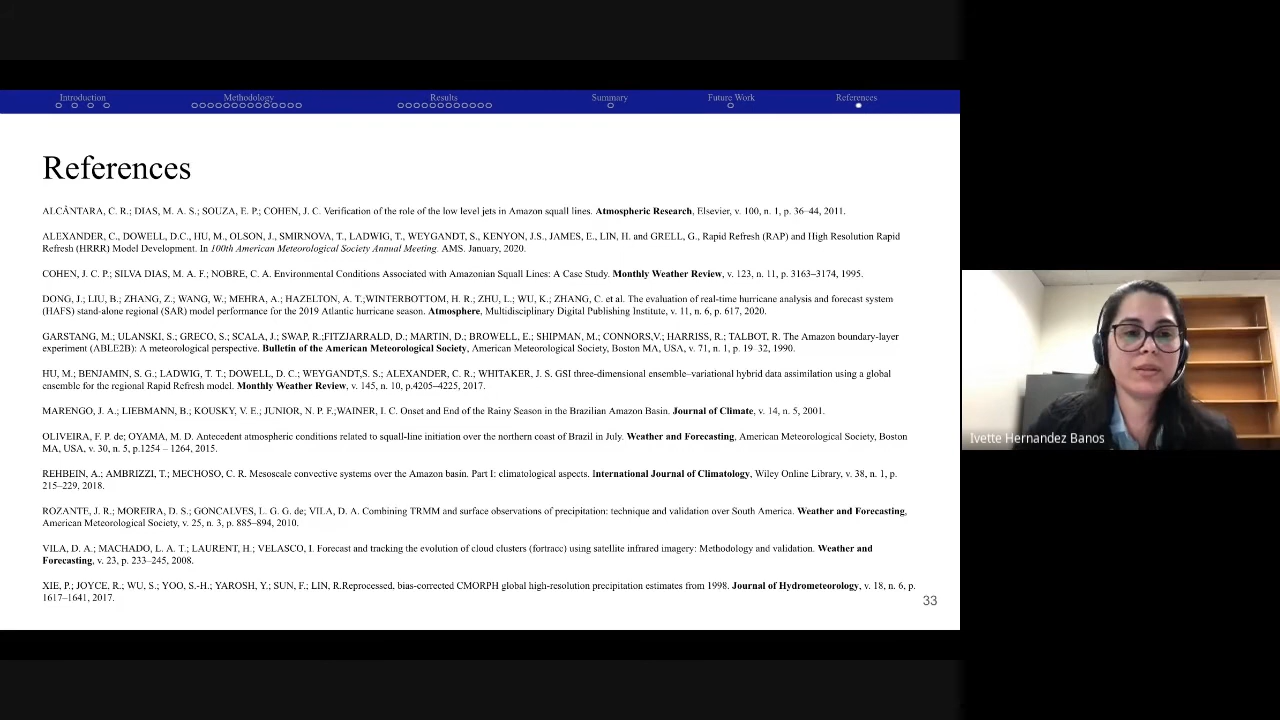 Introduction Methodology Results Summary Future Work References
References
ALCÂNTARA, C. R.; DIAS, M. A. S.; SOUZA, E. P.; COHEN, J. C. Verification of the role of the low level jets in Amazon squall lines. Atmospheric Research, Elsevier, v. 100, n. 1, p. 36–44, 2011.
ALEXANDER, C., DOWELL, D.C., HU, M., OLSON, J., SMIRNOVA, T., LADWIG, T., WEYGANDT, S., KENYON, J.S., JAMES, E., LIN, H. and GRELL, G., Rapid Refresh (RAP) and High Resolution Rapid
Refresh (HRRR) Model Development. In 100th American Meteorological Society Annual Meeting. AMS. January, 2020.
COHEN, J. C. P.; SILVA DIAS, M. A. F.; NOBRE, C. A. Environmental Conditions Associated with Amazonian Squall Lines: A Case Study. Monthly Weather Review, v. 123, n. 11, p. 3163–3174, 1995.
DONG, J.; LIU, B.; ZHANG, Z.; WANG, W.; MEHRA, A.; HAZELTON, A. T.;WINTERBOTTOM, H. R.; ZHU, L.; WU, K.; ZHANG, C. et al. The evaluation of real-time hurricane analysis and forecast system
(HAFS) stand-alone regional (SAR) model performance for the 2019 Atlantic hurricane season. Atmosphere, Multidisciplinary Digital Publishing Institute, v. 11, n. 6, p. 617, 2020.
GARSTANG, M.; ULANSKI, S.; GRECO, S.; SCALA, J.; SWAP, R.;FITZJARRALD, D.; MARTIN, D.; BROWELL, E.; SHIPMAN, M.; CONNORS,V.; HARRISS, R.; TALBOT, R. The Amazon boundary-layer
experiment (ABLE2B): A meteorological perspective. Bulletin of the American Meteorological Society, American Meteorological Society, Boston MA, USA, v. 71, n. 1, p. 19–32, 1990.
HU, M.; BENJAMIN, S. G.; LADWIG, T. T.; DOWELL, D. C.; WEYGANDT,S. S.; ALEXANDER, C. R.; WHITAKER, J. S. GSI three-dimensional ensemble–variational hybrid data assimilation using a global
ensemble for the regional Rapid Refresh model. Monthly Weather Review, v. 145, n. 10, p.4205–4225, 2017.
MARENGO, J. A.; LIEBMANN, B.; KOUSKY, V. E.; JUNIOR, N. P. F.;WAINER, I. C. Onset and End of the Rainy Season in the Brazilian Amazon Basin. Journal of Climate, v. 14, n. 5, 2001.
OLIVEIRA, F. P. de; OYAMA, M. D. Antecedent atmospheric conditions related to squall-line initiation over the northern coast of Brazil in July. Weather and Forecasting, American Meteorological Society, Boston
MA, USA, v. 30, n. 5, p.1254 – 1264, 2015.
REHBEIN, A.; AMBRIZZI, T.; MECHOSO, C. R. Mesoscale convective systems over the Amazon basin. Part I: climatological aspects. International Journal of Climatology, Wiley Online Library, v. 38, n. 1, p.
215–229, 2018.
ROZANTE, J. R.; MOREIRA, D. S.; GONCALVES, L. G. G. de; VILA, D. A. Combining TRMM and surface observations of precipitation: technique and validation over South America. Weather and Forecasting,
American Meteorological Society, v. 25, n. 3, p. 885–894, 2010.
VILA, D. A.; MACHADO, L. A. T.; LAURENT, H.; VELASCO, I. Forecast and tracking the evolution of cloud clusters (fortracc) using satellite infrared imagery: Methodology and validation. Weather and
Forecasting, v. 23, p. 233–245, 2008.
XIE, P.; JOYCE, R.; WU, S.; YOO, S.-H.; YAROSH, Y.; SUN, F.; LIN, R.Reprocessed, bias-corrected CMORPH global high-resolution precipitation estimates from 1998. Journal of Hydrometeorology, v. 18, n. 6, p.
1617–1641, 2017.
33
Ivette Hernandez Banos